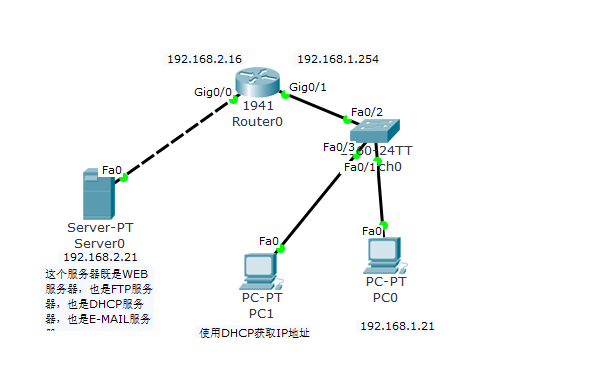 192.168.2.16
192.168.1.254
Gig0/0
Gig0/1
1941
Router0
Fa0/2
Fa0/3
24TT
Fa0/1
ch0
Fa0
Server-PT
Server0
192.168.2.21
这个服务器既是WEB
服务器，也是FTP服务
器，也是DHCP服务
器，也是E-MAIL服务
Fa0
PC-PT
PC1
使用DHCP获取IP地址
Fa0
PC-PT
PC0
192.168.1.21